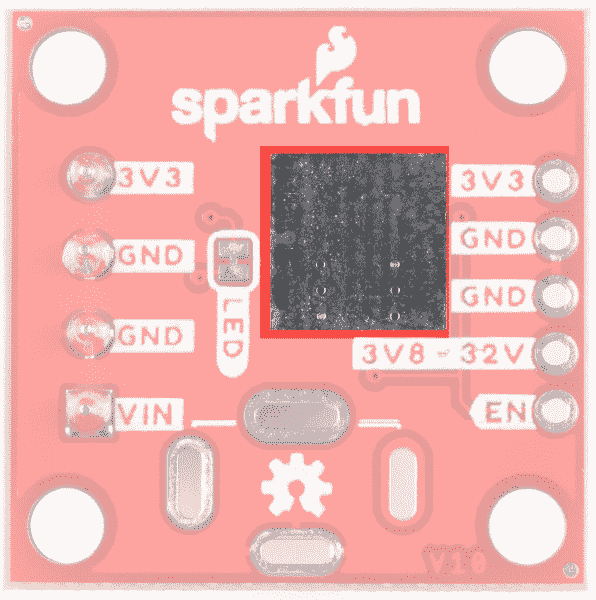 sparkfun
3V3
3V3
GND
GND
GND
GND
LED
3V8 - 32V
VIN
EN
V10